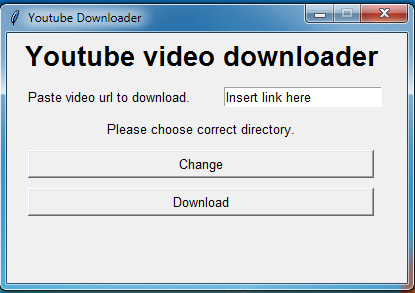 Youtube Downloader
Youtube video downloader
Paste video url to download. Insert link here
Please choose correct directory.
Change
Download